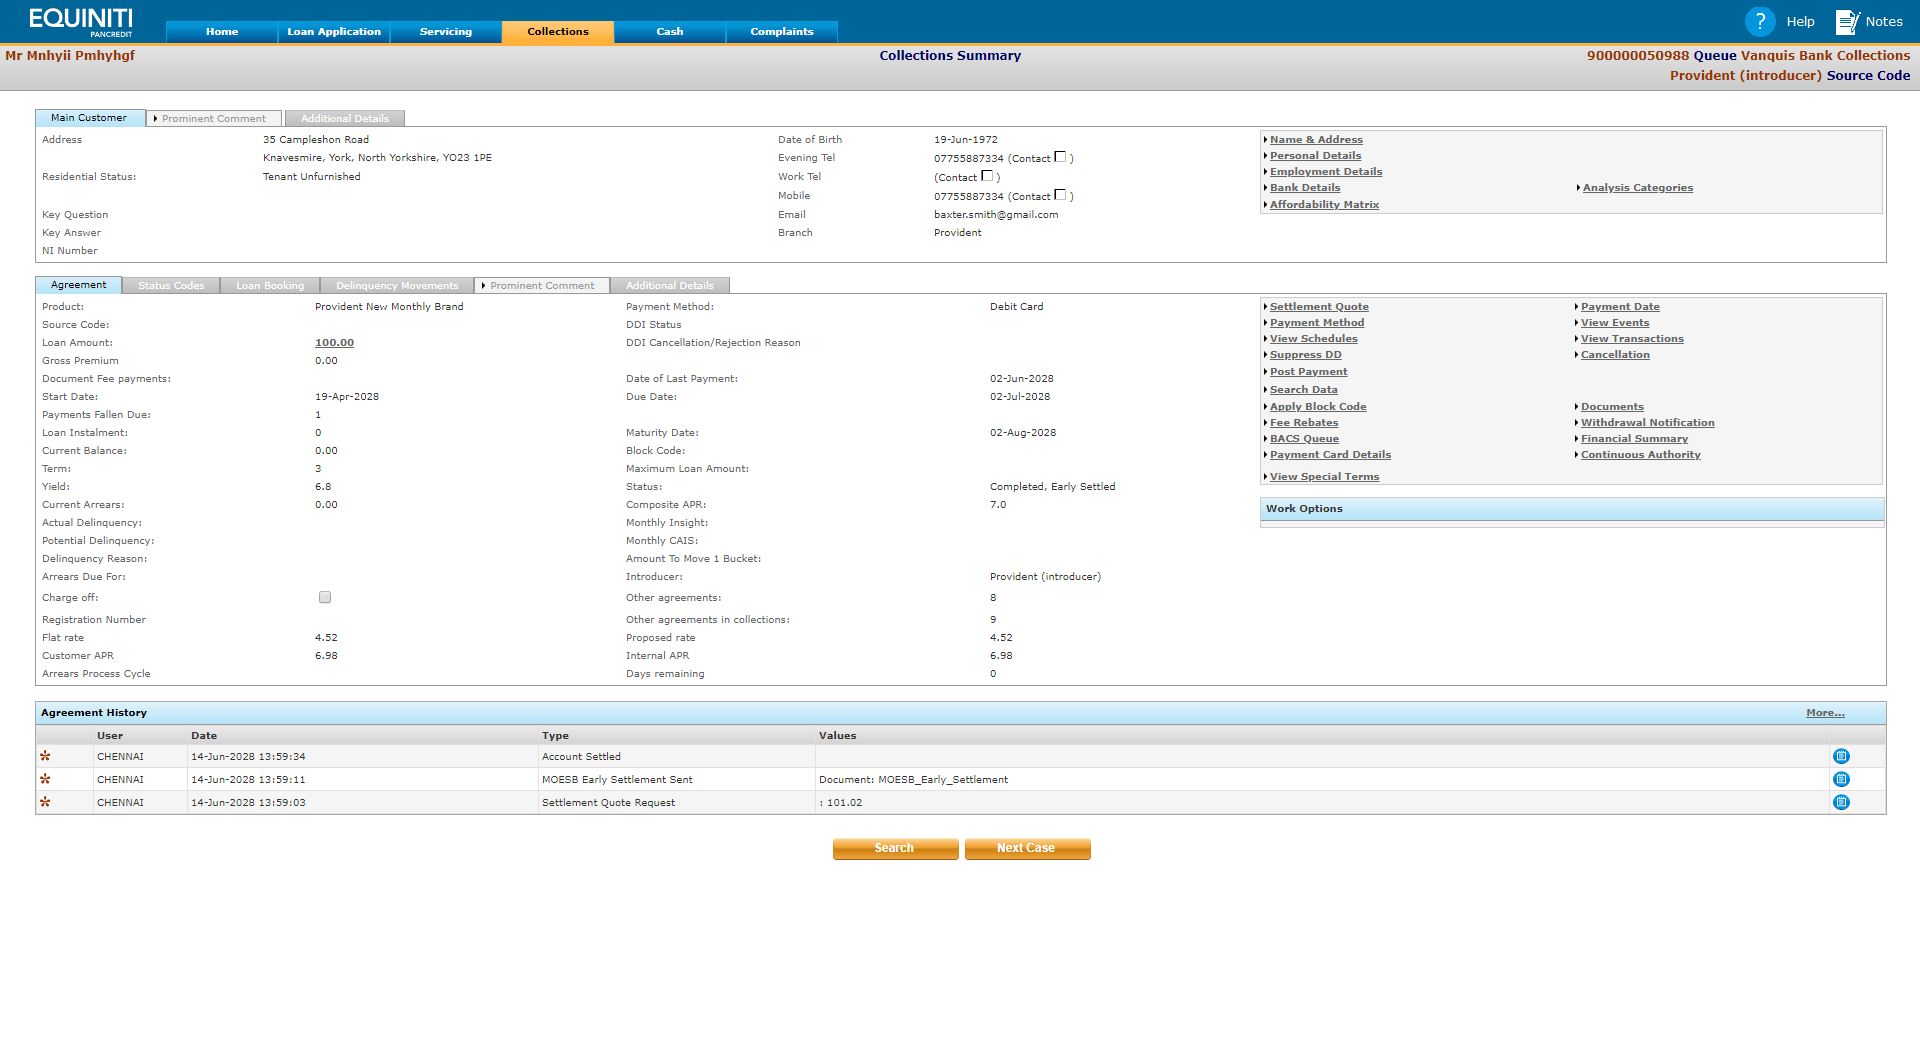 EQUINITI
PANCREDIT
Home Loan Application Servicing Collections Cash Complaints
? Help Notes
Mr Mnhyii Pmhyhgf Collections Summary 900000050988 Queue Vanquis Bank Collections
Provident (introducer) Source Code
Main Customer Prominent Comment Additional Details
Address 35 Campleshon Road Date of Birth 19-Jun-1972 Name & Address
Knavesmire, York, North Yorkshire, YO23 1PE Evening Tel 07755887334 (Contact ) Personal Details
Residential Status: Tenant Unfurnished Work Tel (Contact ) Employment Details
Mobile 07755887334 (Contact ) Bank Details Analysis Categories
Key Question Email baxter.smith@gmail.com Affordability Matrix
Key Answer Branch Provident
NI Number
Agreement Status Codes Loan Booking Delinquency Movements Prominent Comment Additional Details
Product: Provident New Monthly Brand Payment Method: Debit Card Settlement Quote Payment Date
Source Code: DDI Status Payment Method View Events
Loan Amount: 100.00 DDI Cancellation/Rejection Reason View Schedules View Transactions
Gross Premium 0.00 Suppress DD Cancellation
Document Fee payments: Date of Last Payment: 02-Jun-2028 Post Payment
Start Date: 19-Apr-2028 Due Date: 02-Jul-2028 Search Data
Payments Fallen Due: 1 Apply Block Code Documents
Loan Instalment: 0 Maturity Date: 02-Aug-2028 Fee Rebates Withdrawal Notification
Current Balance: 0.00 Block Code: BACS Queue Financial Summary
Term: 3 Maximum Loan Amount: Payment Card Details Continuous Authority
Yield: 6.8 Status: Completed, Early Settled View Special Terms
Current Arrears: 0.00 Composite APR: 7.0 Work Options
Actual Delinquency: Monthly Insight:
Potential Delinquency: Monthly CAIS:
Delinquency Reason: Amount To Move 1 Bucket:
Arrears Due For: Introducer: Provident (introducer)
Charge off: Other agreements: 8
Registration Number Other agreements in collections: 9
Flat rate 4.52 Proposed rate 4.52
Customer APR 6.98 Internal APR 6.98
Arrears Process Cycle Days remaining 0
Agreement History More...
User Date Type Values
CHENNAI 14-Jun-2028 13:59:34 Account Settled
CHENNAI 14-Jun-2028 13:59:11 MOESB Early Settlement Sent Document: MOESB_Early_Settlement
CHENNAI 14-Jun-2028 13:59:03 Settlement Quote Request : 101.02
Search Next Case